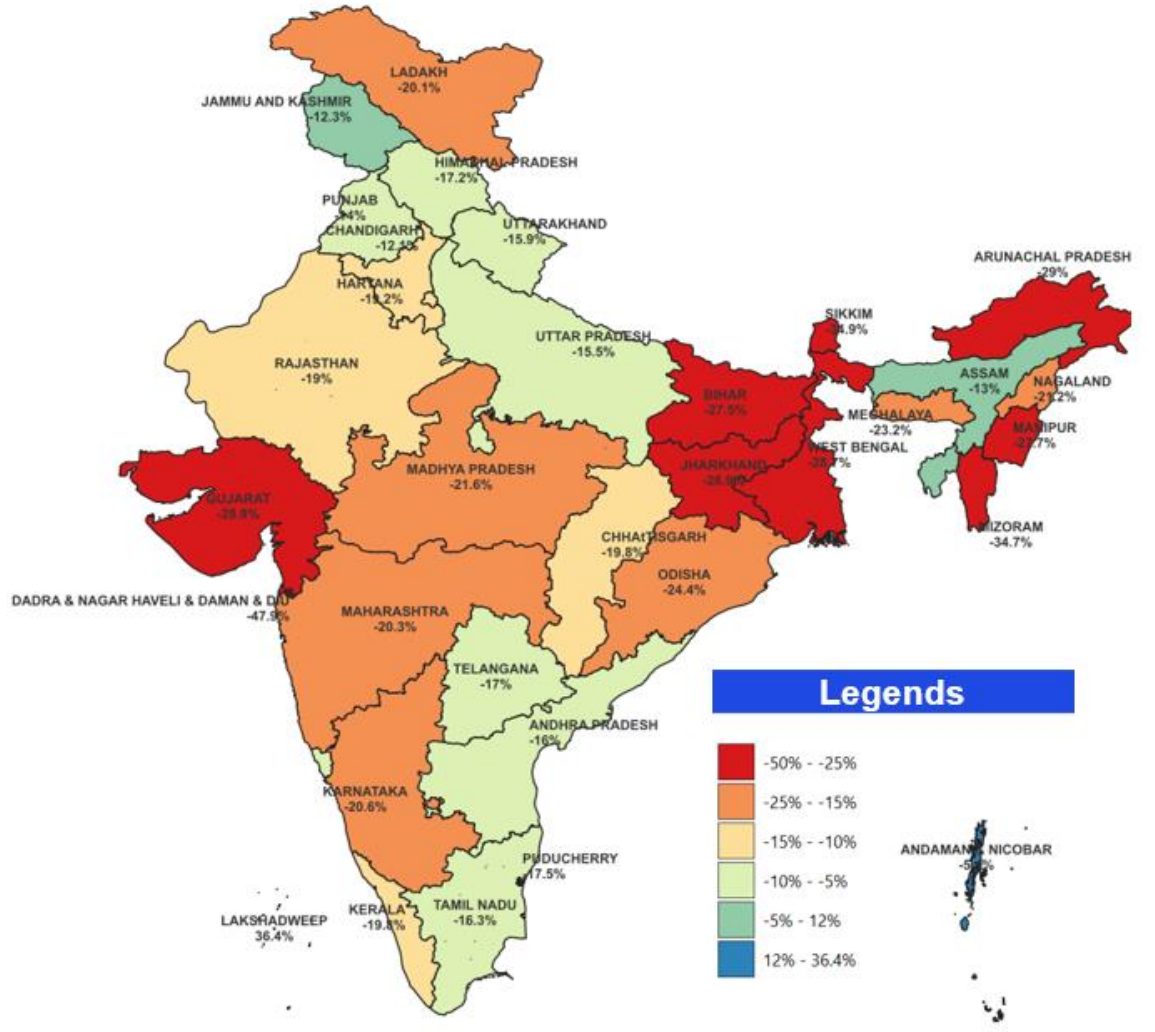 LADAKH
-20.1%
JAMMU AND KASHMIR
-12.3%
HIMACHAL PRADESH
-17.2%
PUNJAB
CHANDIGARH
UTTARAKHAND
-15.9%
HARYANA
ARUNACHAL PRADESH
-29%
SIKKIM
UTTAR PRADESH
-15.5%
RAJASTHAN
-19%
ASSAM
-13%
NAGALAND
-21.2%
BIHAR
-27.5%
MEGHALAYA
-23.2%
MANIPUR
-27.7%
WEST BENGAL
JHARKHAND
MADHYA PRADESH
-21.6%
GUJARAT
MIZORAM
-34.7%
CHHAtTISGARH
-19.8%
ODISHA
-24.4%
DADRA & NAGAR HAVELI & DAMAN & DIU
-47.9%
MAHARASHTRA
-20.3%
TELANGANA
-17%
Legends
ANDHRA PRADESH
-16%
-50% - -25%
-25% - -15%
-15% - -10%
-10% - -5%
-5% - 12%
12% - 36.4%
KARNATAKA
-20.6%
ANDAMAN NICOBAR
PUDUCHERRY
17.5%
KERALA
TAMIL NADU
-16.3%
LAKSHADWEEP
36.4%